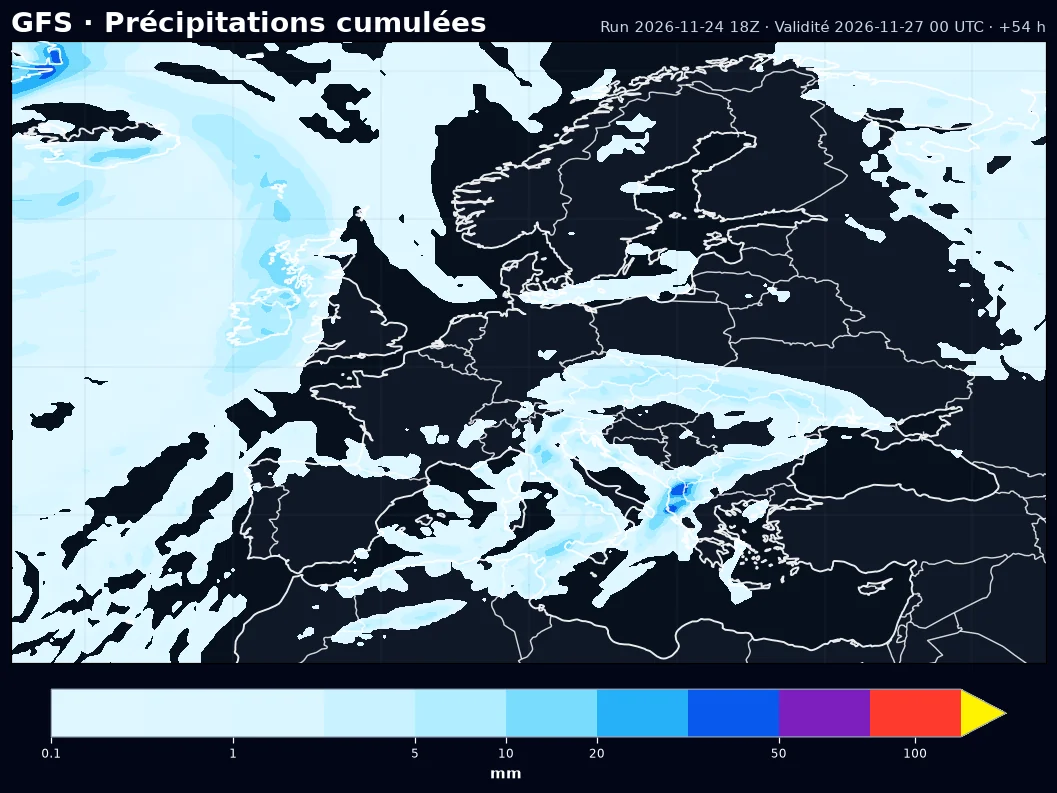 GFS · Précipitations cumulées
Run 2026-11-24 18Z · Validité 2026-11-27 00 UTC · +54 h
0.1 1 5 10 20 50 100
mm